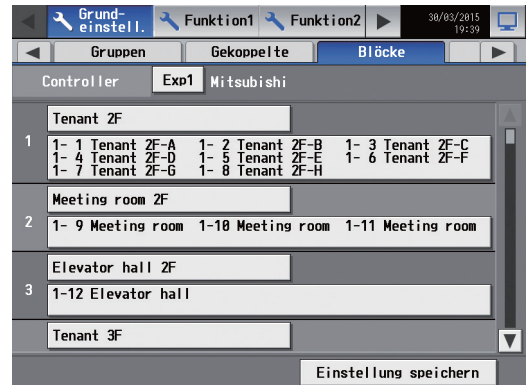 Grund-
einstell. Funktion1 Funktion2 30/03/2015
19:39
Gruppen Gekoppelte Blöcke
Controller Exp1 Mitsubishi
1 Tenant 2F
1- 1 Tenant 2F-A 1- 2 Tenant 2F-B 1- 3 Tenant 2F-C
1- 4 Tenant 2F-D 1- 5 Tenant 2F-E 1- 6 Tenant 2F-F
1- 7 Tenant 2F-G 1- 8 Tenant 2F-H
2 Meeting room 2F
1- 9 Meeting room 1-10 Meeting room 1-11 Meeting room
3 Elevator hall 2F
1-12 Elevator hall
Tenant 3F
Einstellung speichern